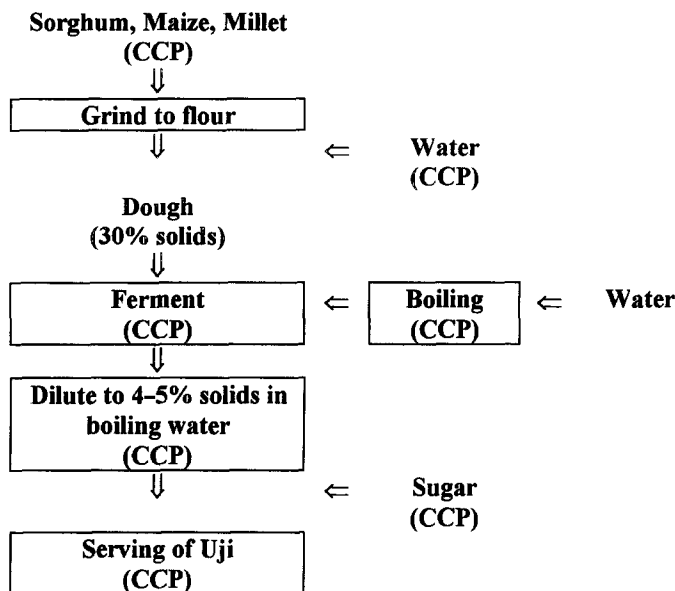 Sorghum, Maize, Millet
(CCP)
⇓
Grind to flour
⇓ ⇐ Water
(CCP)
Dough
(30% solids)
⇓
Ferment ⇐ Boiling ⇐ Water
(CCP) (CCP)
⇓
Dilute to 4–5% solids in
boiling water
(CCP)
⇓ ⇐ Sugar
(CCP)
Serving of Uji
(CCP)